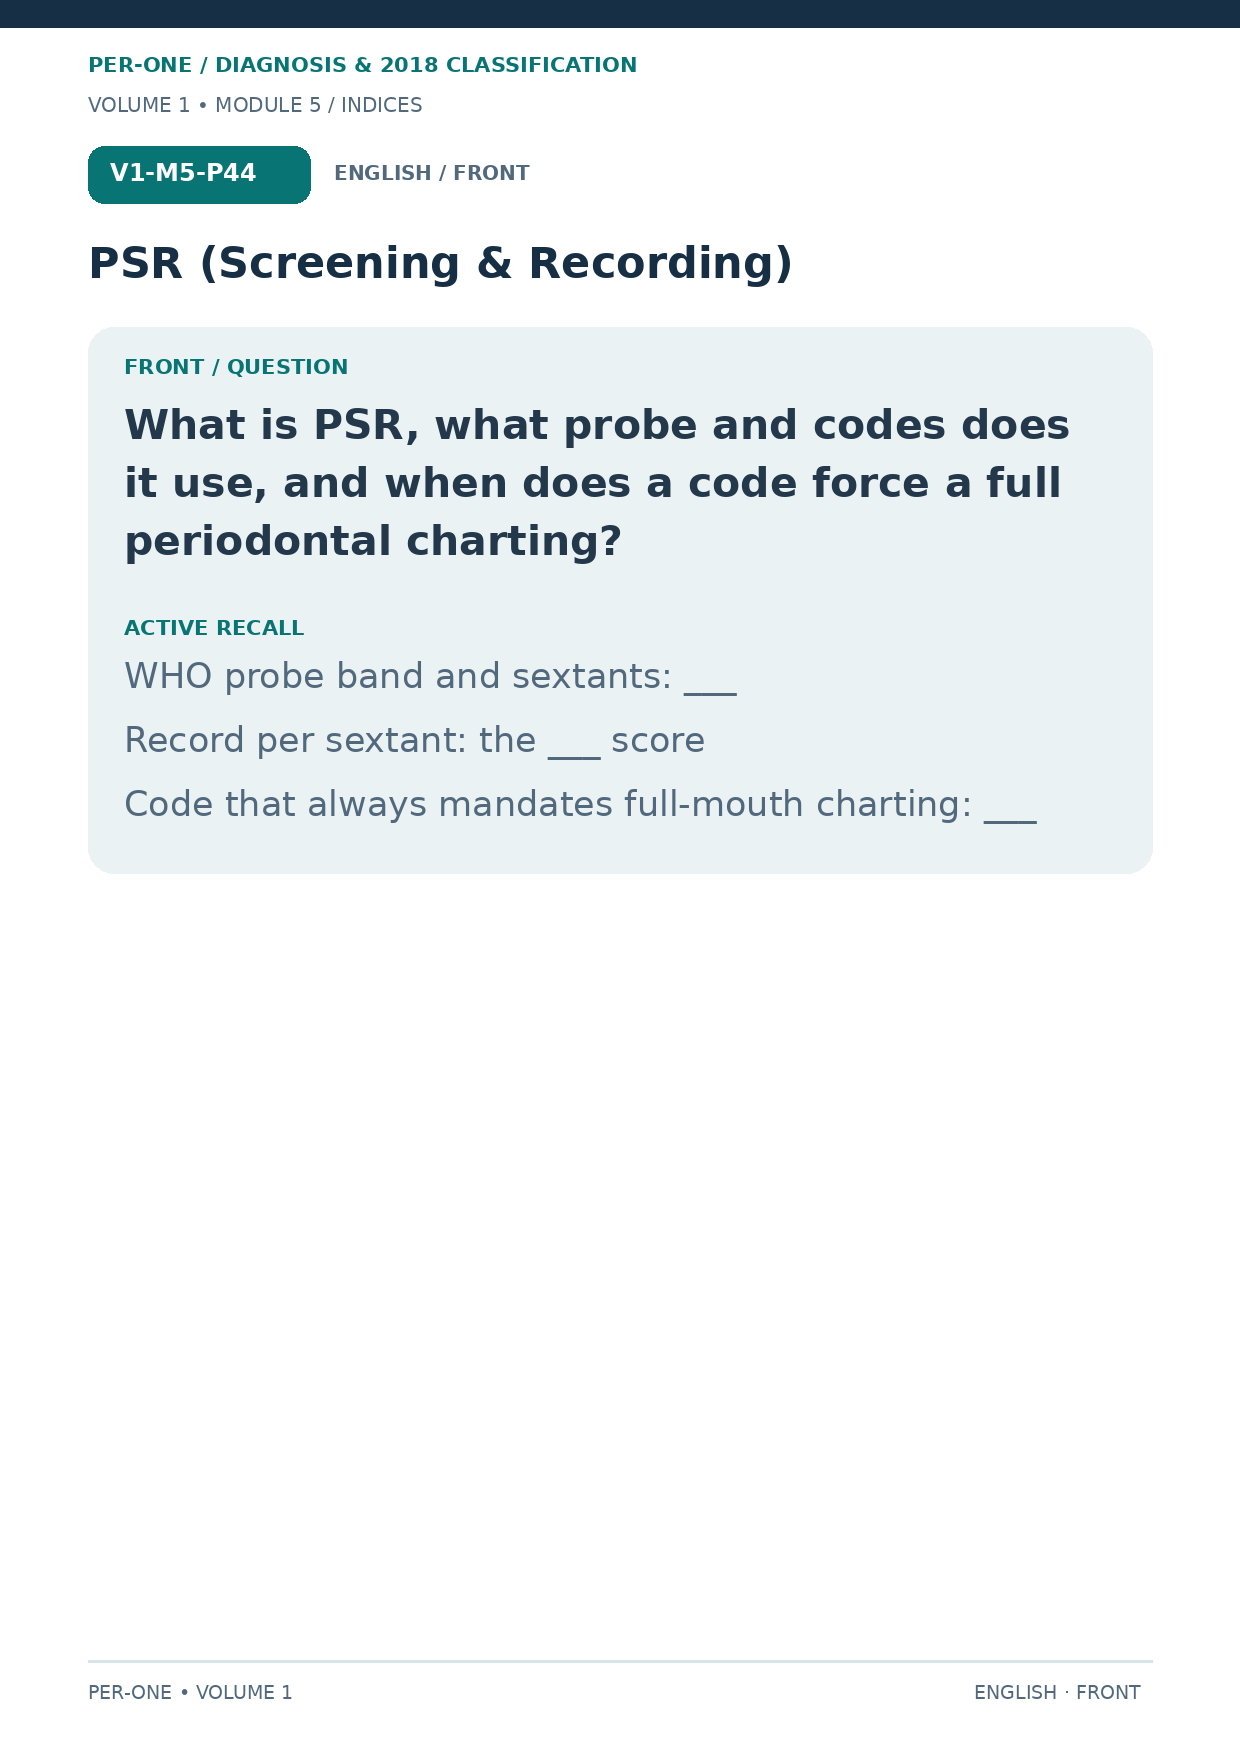 PER-ONE / DIAGNOSIS & 2018 CLASSIFICATION
VOLUME 1 • MODULE 5 / INDICES
V1-M5-P44
ENGLISH / FRONT
PSR (Screening & Recording)
FRONT / QUESTION
What is PSR, what probe and codes does
it use, and when does a code force a full
periodontal charting?
ACTIVE RECALL
WHO probe band and sextants: ___
Record per sextant: the ___ score
Code that always mandates full-mouth charting: ___
PER-ONE • VOLUME 1
ENGLISH · FRONT